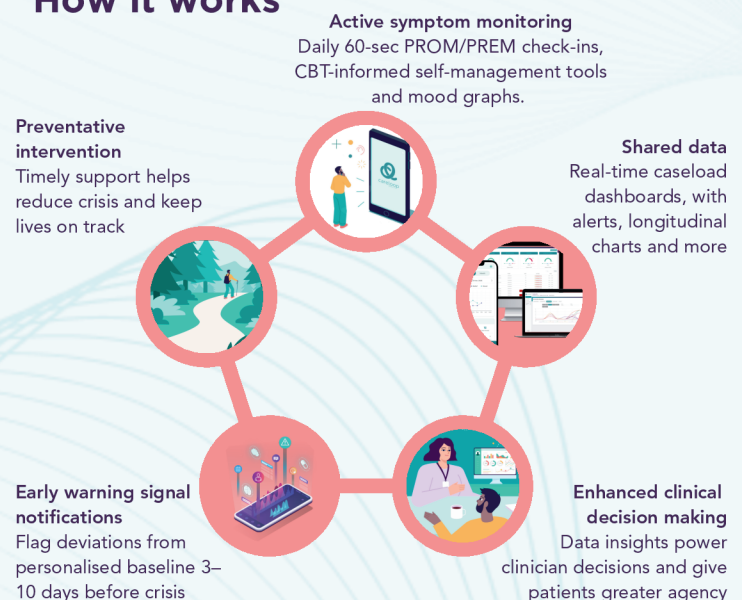 How it works
Active symptom monitoring
Daily 60-sec PROM/PREM check-ins,
CBT-informed self-management tools
and mood graphs.
Preventative
intervention
Timely support helps
reduce crisis and keep
lives on track
Shared data
Real-time caseload
dashboards, with
alerts, longitudinal
charts and more
Early warning signal
notifications
Flag deviations from
personalised baseline 3–
10 days before crisis
Enhanced clinical
decision making
Data insights power
clinician decisions and give
patients greater agency